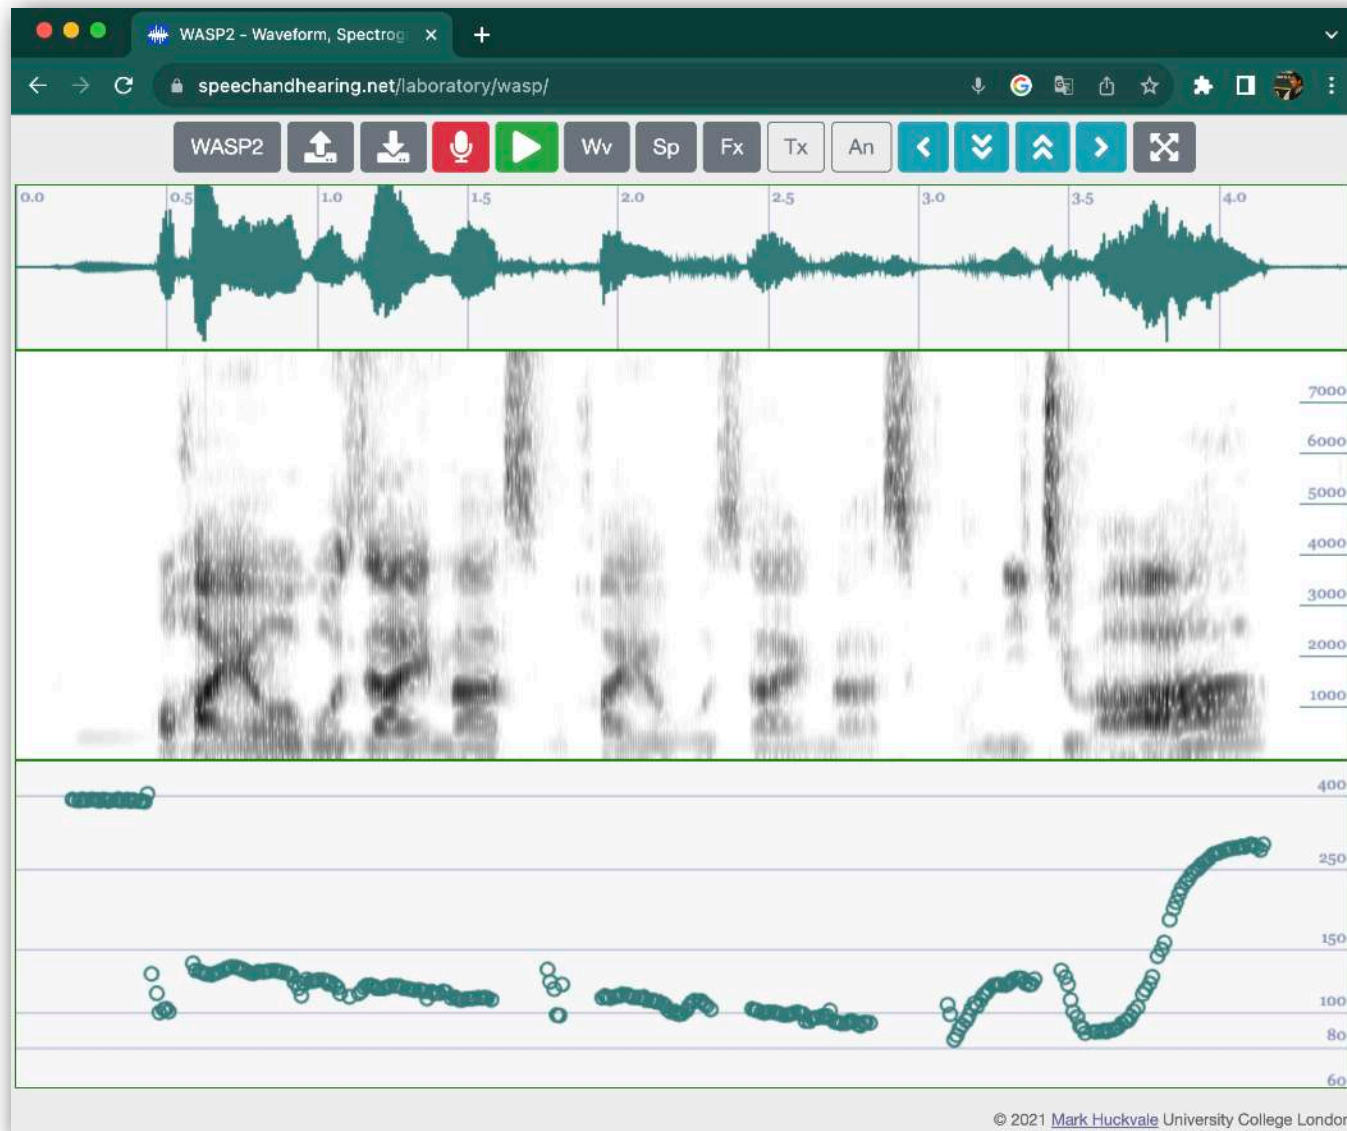 WASP2 - Waveform, Spectrog
speechandhearing.net/laboratory/wasp/
WASP2 Wv Sp Fx Tx An
0.0 0.5 1.0 1.5 2.0 2.5 3.0 3.5 4.0
7000
6000
5000
4000
3000
2000
1000
400
250
150
100
80
60
© 2021 Mark Huckvale University College London